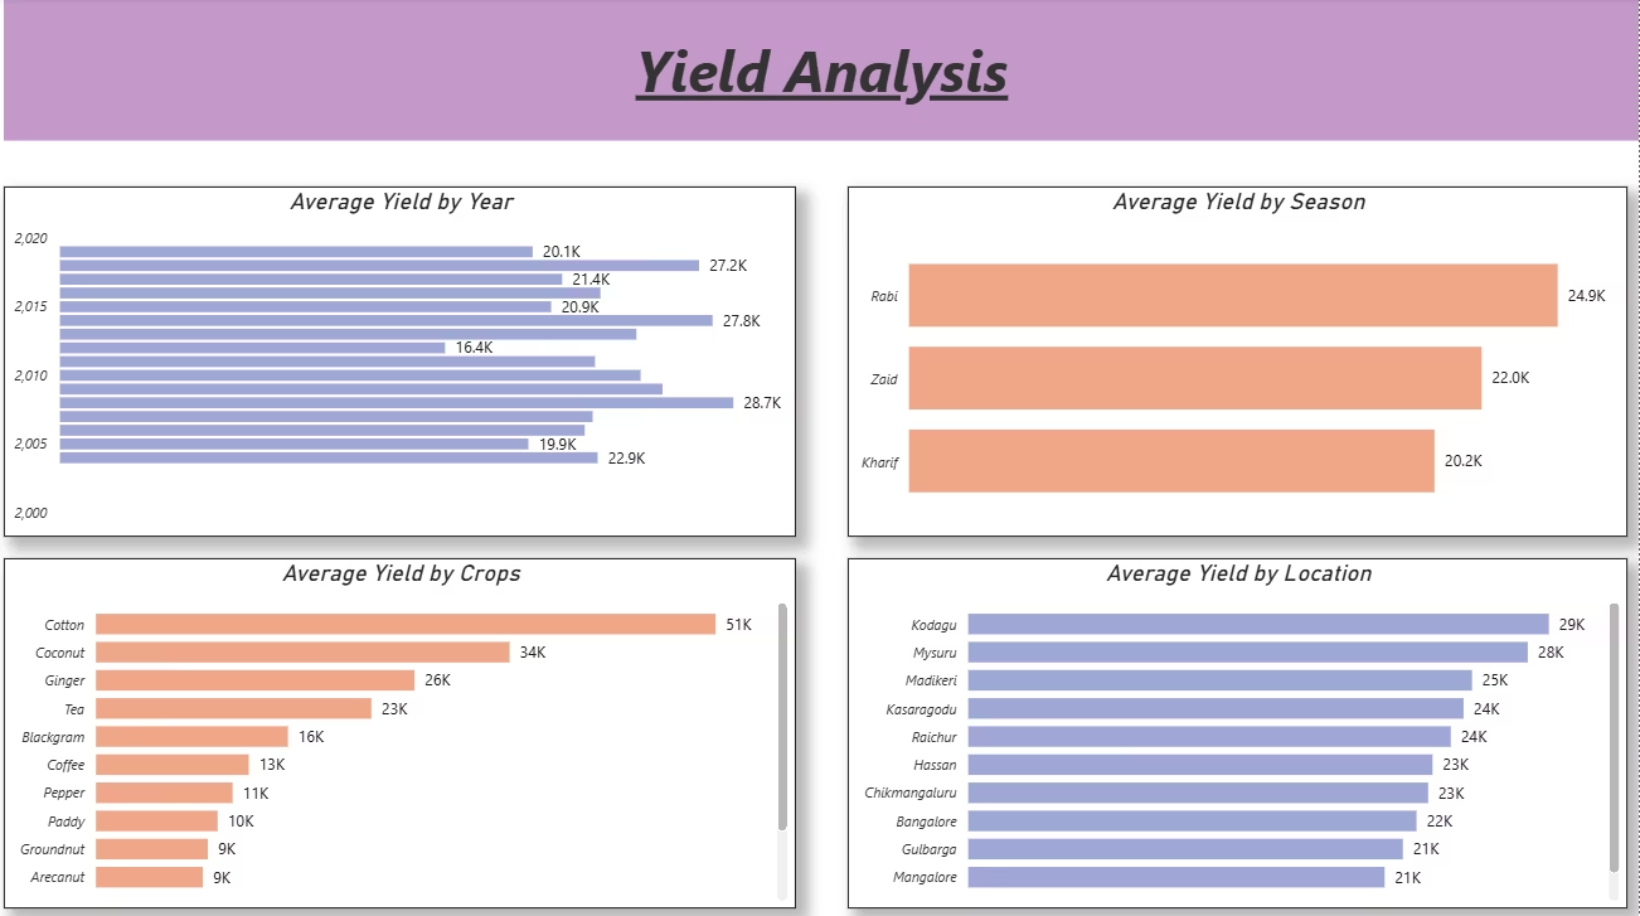 Yield Analysis
Average Yield by Year
2,020
20.1K
27.2K
21.4K
2,015
20.9K
27.8K
16.4K
2,010
28.7K
2,005
19.9K
22.9K
2,000
Average Yield by Season
Rabi 24.9K
Zaid 22.0K
Kharif 20.2K
Average Yield by Crops
Cotton 51K
Coconut 34K
Ginger 26K
Tea 23K
Blackgram 16K
Coffee 13K
Pepper 11K
Paddy 10K
Groundnut 9K
Arecanut 9K
Average Yield by Location
Kodagu 29K
Mysuru 28K
Madikeri 25K
Kasaragodu 24K
Raichur 24K
Hassan 23K
Chikmangaluru 23K
Bangalore 22K
Gulbarga 21K
Mangalore 21K